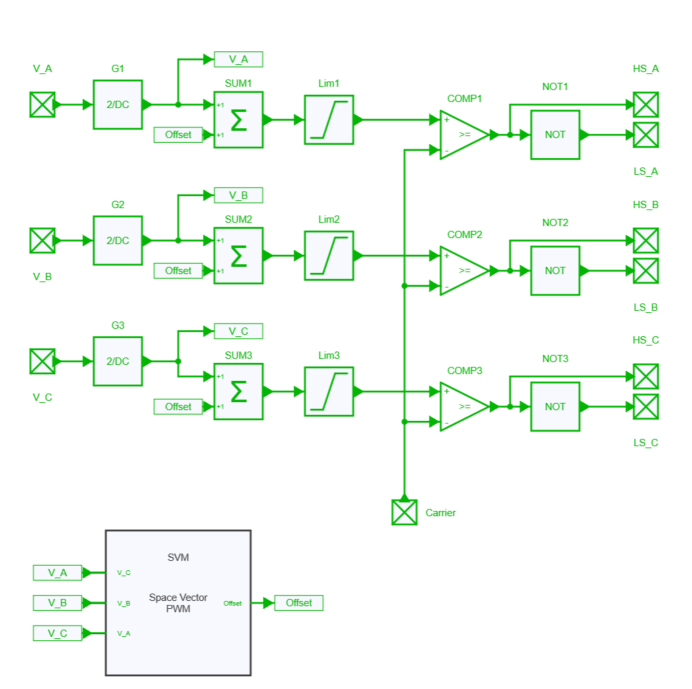 V_A
G1
2/DC
V_A
SUM1
+1
Σ
Offset
+1
Lim1
COMP1
+
>=
-
NOT1
NOT
HS_A
LS_A
G2
2/DC
V_B
V_B
SUM2
+1
Σ
Offset
+1
Lim2
COMP2
+
>=
-
NOT2
NOT
HS_B
LS_B
G3
2/DC
V_C
V_C
SUM3
+1
Σ
Offset
+1
Lim3
COMP3
+
>=
-
NOT3
NOT
HS_C
LS_C
Carrier
SVM
V_A
V_C
V_B
V_B
Space Vector
PWM
Offset
Offset
V_C
V_A